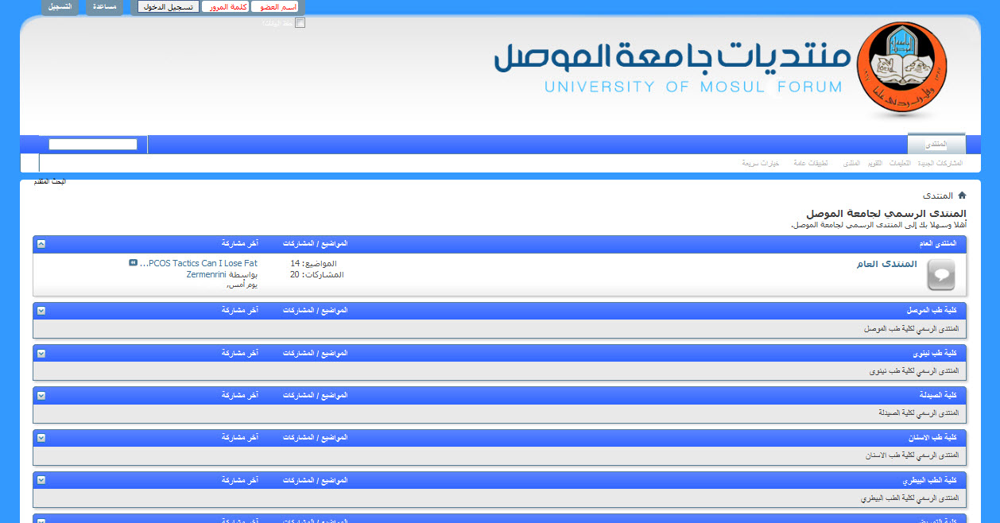 اسم العضو كلمة المرور تسجيل الدخول مساعدة التسجيل
حفظ البيانات؟
منتديات جامعة الموصل
UNIVERSITY OF MOSUL FORUM
المنتدى
المشاركات الجديدة التعليمات التقويم المنتدى تطبيقات عامة خيارات سريعة
البحث المتقدم
المنتدى
المنتدى الرسمي لجامعة الموصل
أهلا وسهلا بك إلى المنتدى الرسمي لجامعة الموصل.
المنتدى العام المواضيع / المشاركات آخر مشاركة
المنتدى العام المواضيع: 14 PCOS Tactics Can I Lose Fat...
المشاركات: 20 بواسطة Zermenrini
يوم أمس,
كلية طب الموصل المواضيع / المشاركات آخر مشاركة
المنتدى الرسمي لكلية طب الموصل
كلية طب نينوى المواضيع / المشاركات آخر مشاركة
المنتدى الرسمي لكلية طب نينوى
كلية الصيدلة المواضيع / المشاركات آخر مشاركة
المنتدى الرسمي لكلية الصيدلة
كلية طب الاسنان المواضيع / المشاركات آخر مشاركة
المنتدى الرسمي لكلية طب الاسنان
كلية الطب البيطري المواضيع / المشاركات آخر مشاركة
المنتدى الرسمي لكلية الطب البيطري
كلية التمريض المواضيع / المشاركات آخر مشاركة